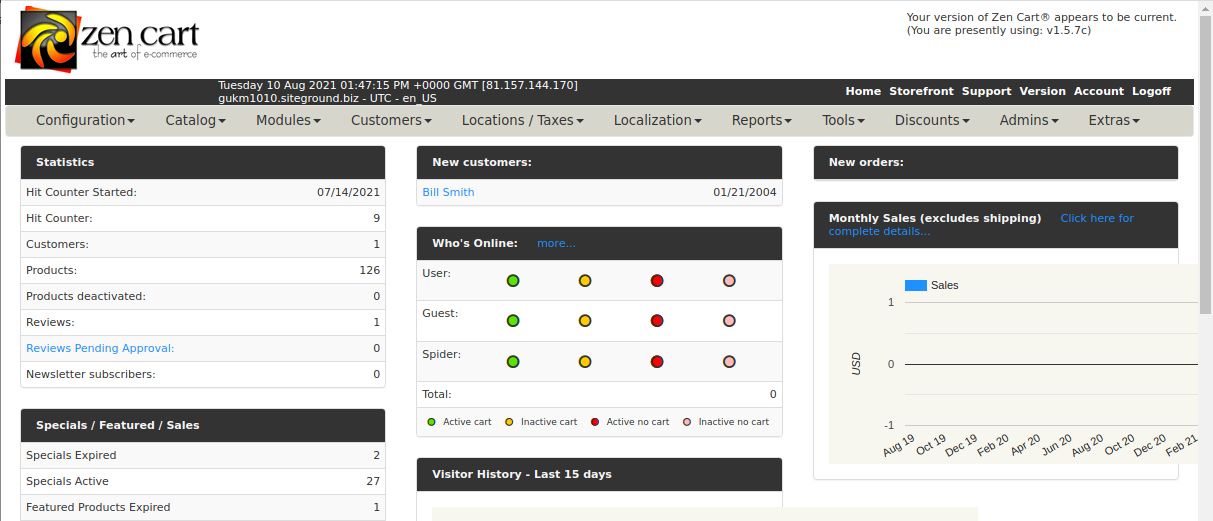 zen cart
the art of e-commerce
Your version of Zen Cart® appears to be current.
(You are presently using: v1.5.7c)
Tuesday 10 Aug 2021 01:47:15 PM +0000 GMT [81.157.144.170]
gukm1010.siteground.biz - UTC - en_US
Home Storefront Support Version Account Logoff
Configuration Catalog Modules Customers Locations / Taxes Localization Reports Tools Discounts Admins Extras
Statistics
Hit Counter Started: 07/14/2021
Hit Counter: 9
Customers: 1
Products: 126
Products deactivated: 0
Reviews: 1
Reviews Pending Approval: 0
Newsletter subscribers: 0
Specials / Featured / Sales
Specials Expired 2
Specials Active 27
Featured Products Expired 1
New customers:
Bill Smith 01/21/2004
Who's Online: more...
User:
Guest:
Spider:
Total: 0
Active cart Inactive cart Active no cart Inactive no cart
Visitor History - Last 15 days
New orders:
Monthly Sales (excludes shipping) Click here for
complete details...
Sales
1
0
-1
USD
Aug 19 Oct 19 Dec 19 Feb 20 Apr 20 Jun 20 Aug 20 Oct 20 Dec 20 Feb 21